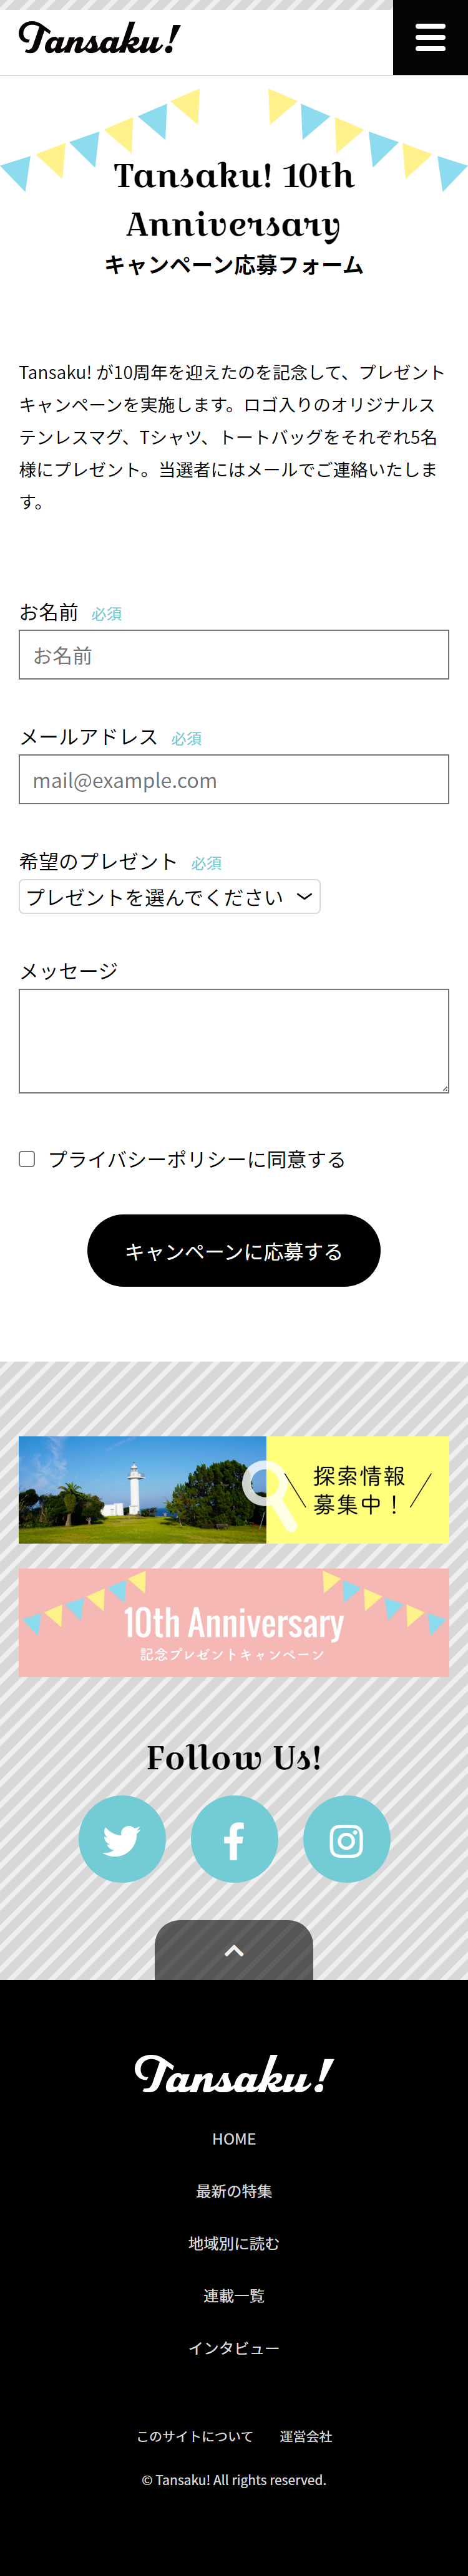 Tansaku!
Tansaku! 10th
Anniversary
キャンペーン応募フォーム
Tansaku! が10周年を迎えたのを記念して、プレゼント
キャンペーンを実施します。ロゴ入りのオリジナルス
テンレスマグ、Tシャツ、トートバッグをそれぞれ5名
様にプレゼント。当選者にはメールでご連絡いたしま
す。
お名前 必須
お名前
メールアドレス 必須
mail@example.com
希望のプレゼント 必須
プレゼントを選んでください
メッセージ
プライバシーポリシーに同意する
キャンペーンに応募する
探索情報
募集中！
10th Anniversary
記念プレゼントキャンペーン
Follow Us!
Tansaku!
HOME
最新の特集
地域別に読む
連載一覧
インタビュー
このサイトについて 運営会社
© Tansaku! All rights reserved.